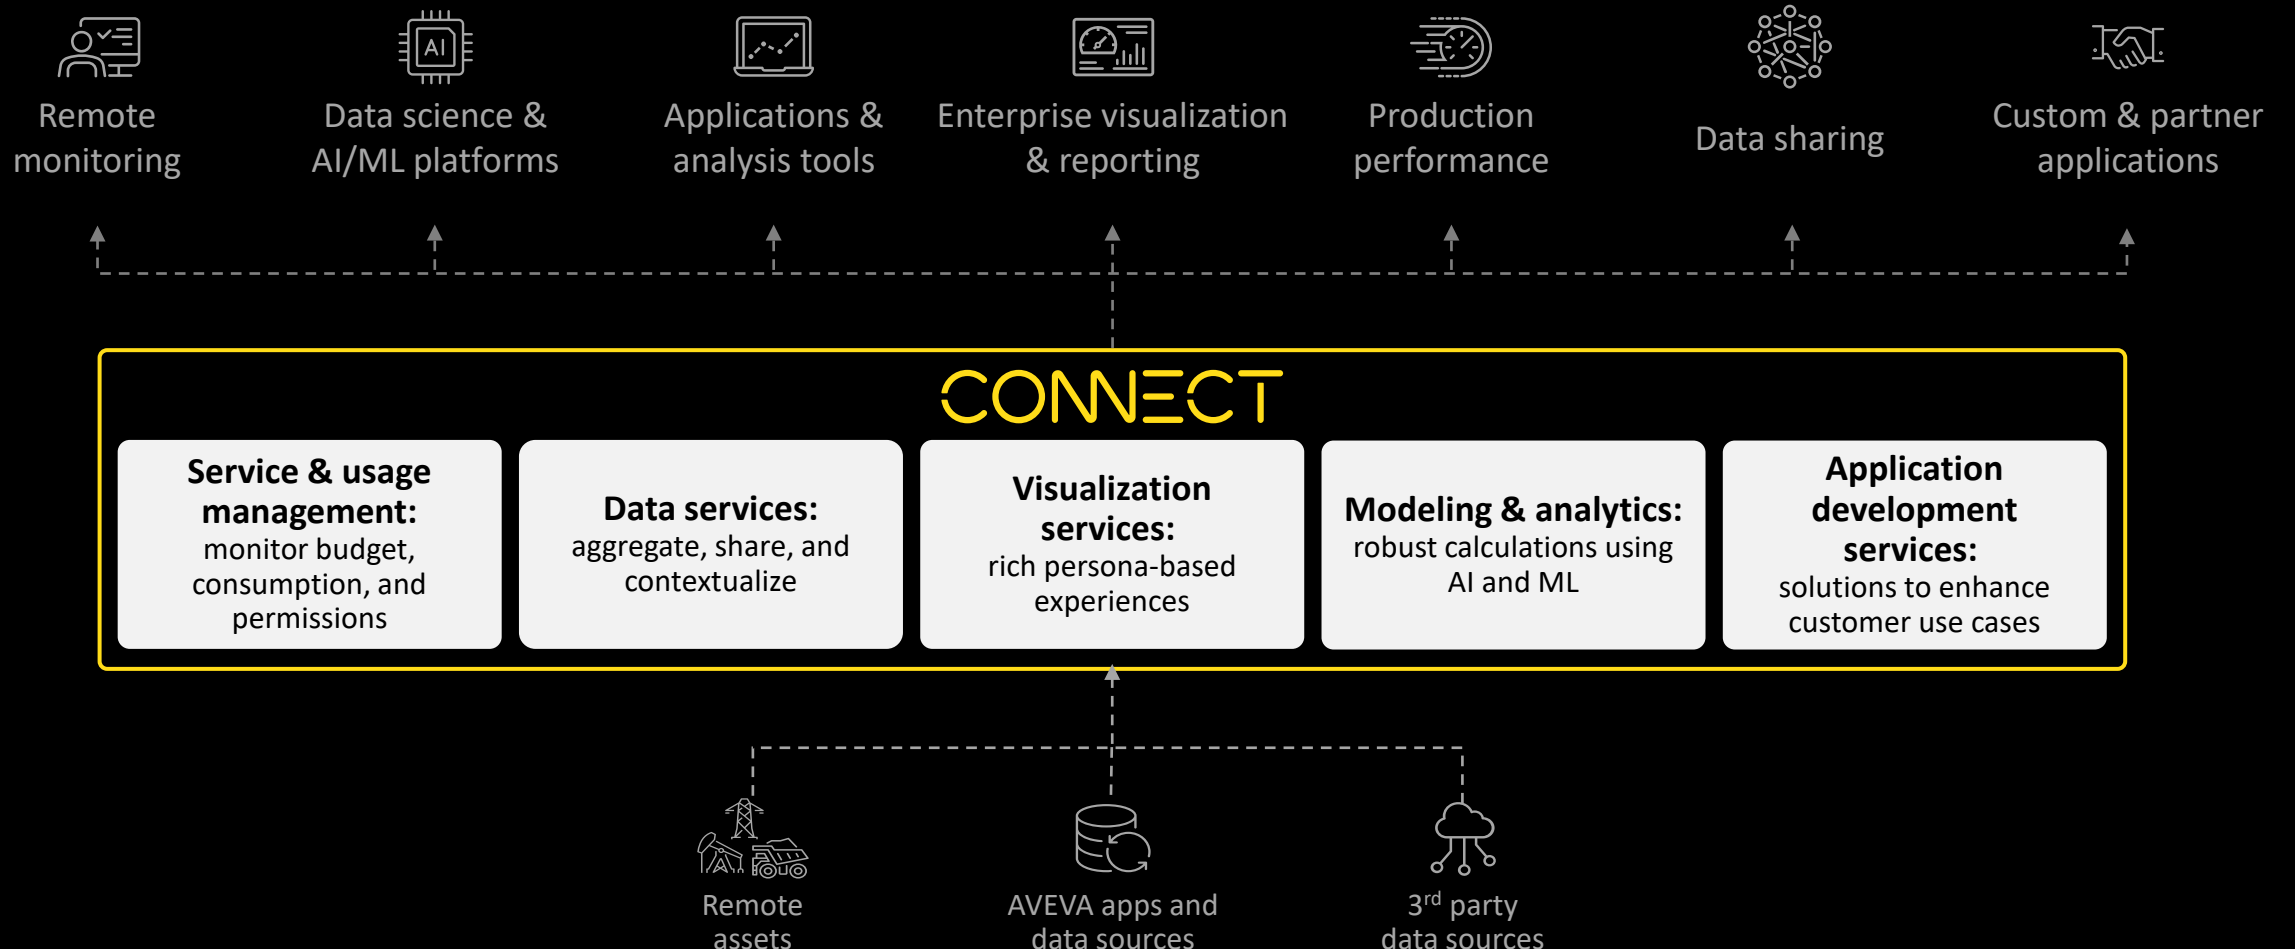 AI
Remote
monitoring
Data science &
AI/ML platforms
Applications &
analysis tools
Enterprise visualization
& reporting
Production
performance
Data sharing
Custom & partner
applications
CONNECT
Service & usage
management:
monitor budget,
consumption, and
permissions
Data services:
aggregate, share, and
contextualize
Visualization
services:
rich persona-based
experiences
Modeling & analytics:
robust calculations using
AI and ML
Application
development
services:
solutions to enhance
customer use cases
Remote
assets
AVEVA apps and
data sources
3rd party
data sources